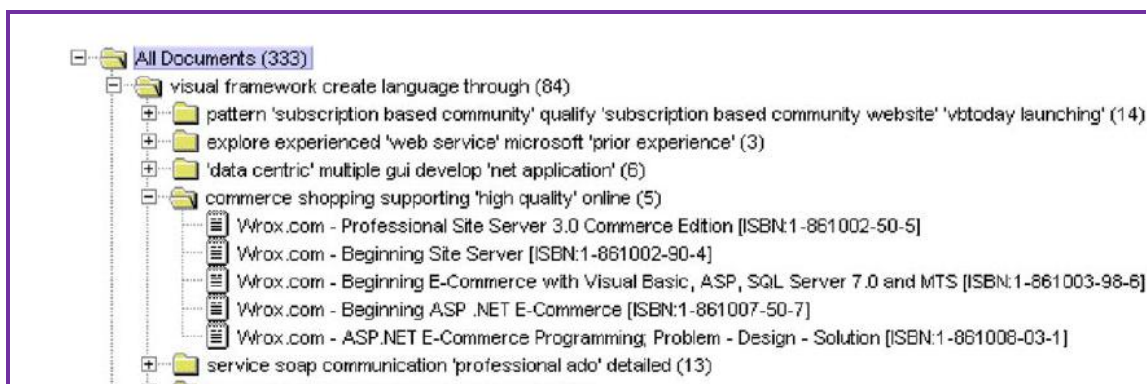 All Documents (333)
visual framework create language through (84)
pattern 'subscription based community' qualify 'subscription based community website' 'vbtoday launching' (14)
explore experienced 'web service' microsoft 'prior experience' (3)
'data centric' multiple gui develop 'net application' (6)
commerce shopping supporting 'high quality' online (5)
Wrox.com - Professional Site Server 3.0 Commerce Edition [ISBN:1-861002-50-5]
Wrox.com - Beginning Site Server [ISBN:1-861002-90-4]
Wrox.com - Beginning E-Commerce with Visual Basic, ASP, SQL Server 7.0 and MTS [ISBN:1-861003-98-6]
Wrox.com - Beginning ASP .NET E-Commerce [ISBN:1-861007-50-7]
Wrox.com - ASP.NET E-Commerce Programming; Problem - Design - Solution [ISBN:1-861008-03-1]
service soap communication 'professional ado' detailed (13)